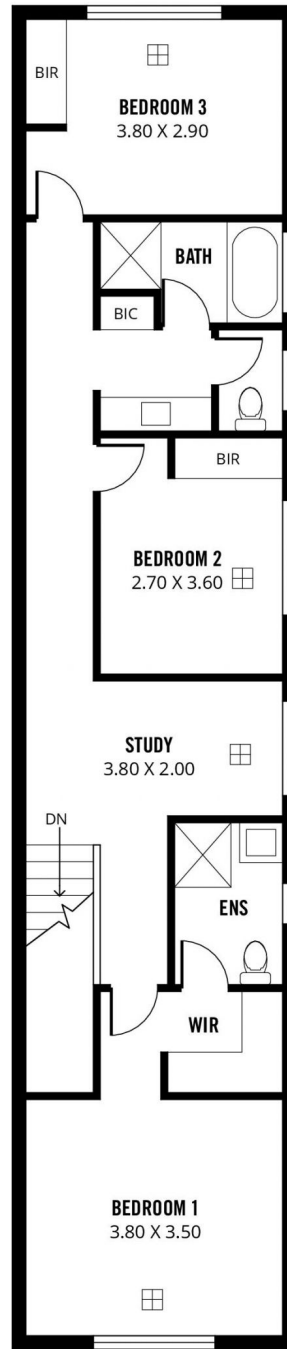 BIR
BEDROOM 3
3.80 X 2.90
BATH
BIC
BIR
BEDROOM 2
2.70 X 3.60
STUDY
3.80 X 2.00
DN
ENS
WIR
BEDROOM 1
3.80 X 3.50